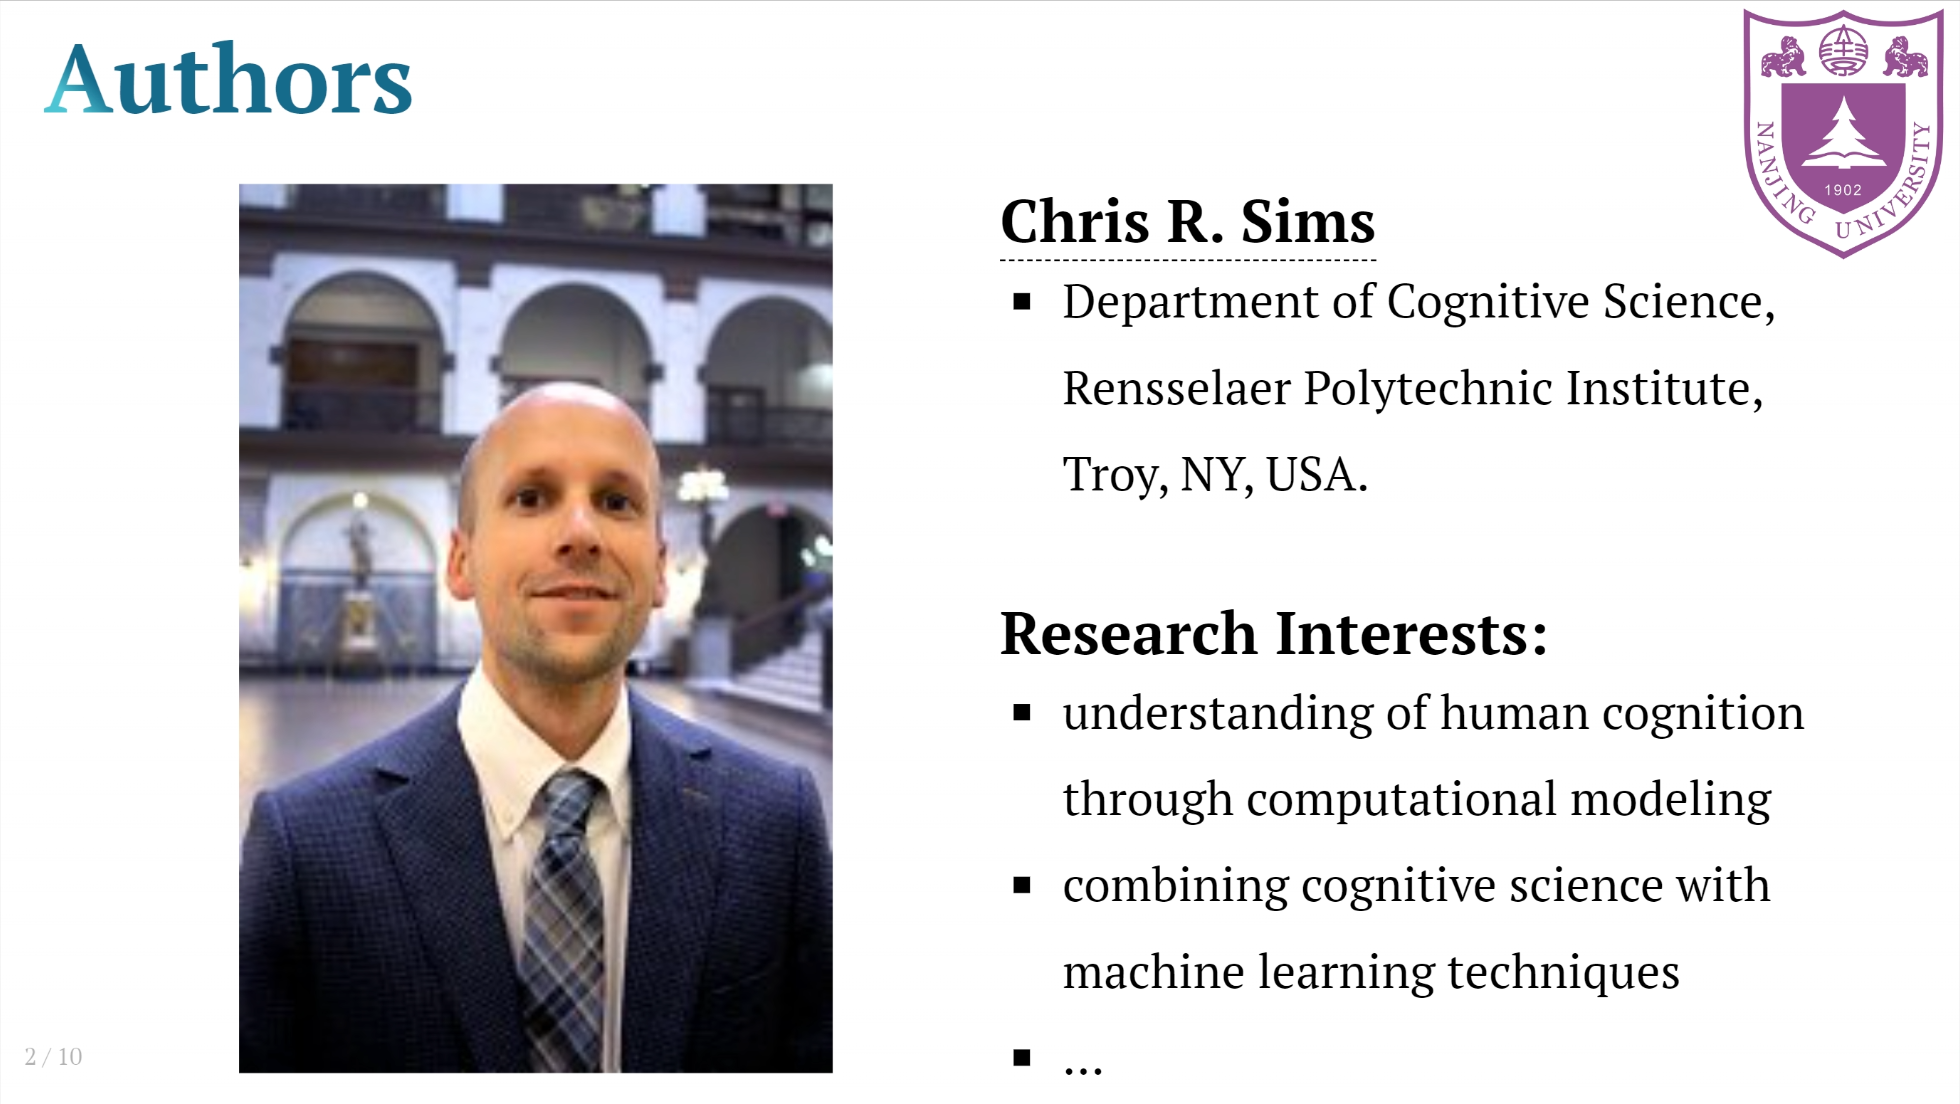 Authors
NANJING UNIVERSITY
1902
Chris R. Sims
▪ Department of Cognitive Science,
Rensselaer Polytechnic Institute,
Troy, NY, USA.
Research Interests:
▪ understanding of human cognition
through computational modeling
▪ combining cognitive science with
machine learning techniques
▪ ...
2 / 10